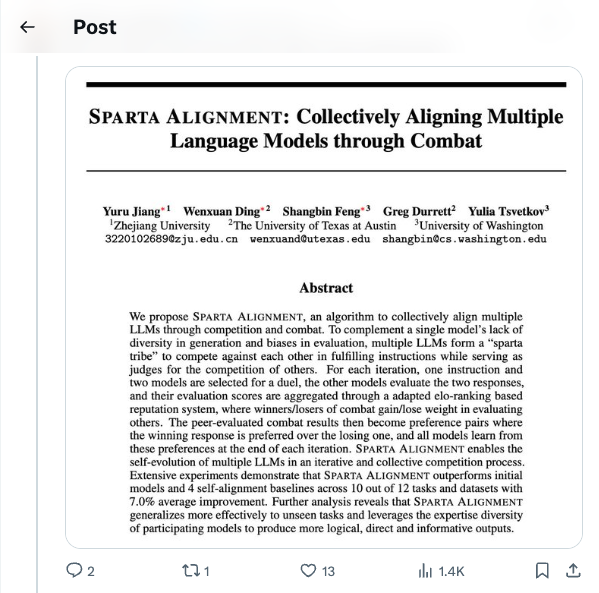 Post
SPARTA ALIGNMENT: Collectively Aligning Multiple
Language Models through Combat
Yuru Jiang*1 Wenxuan Ding*2 Shangbin Feng*3 Greg Durrett2 Yulia Tsvetkov3
1Zhejiang University 2The University of Texas at Austin 3University of Washington
3220102689@zju.edu.cn wenxuand@utexas.edu shangbin@cs.washington.edu
Abstract
We propose SPARTA ALIGNMENT, an algorithm to collectively align multiple
LLMs through competition and combat. To complement a single model's lack of
diversity in generation and biases in evaluation, multiple LLMs form a "sparta
tribe" to compete against each other in fulfilling instructions while serving as
judges for the competition of others. For each iteration, one instruction and
two models are selected for a duel, the other models evaluate the two responses,
and their evaluation scores are aggregated through a adapted elo-ranking based
reputation system, where winners/losers of combat gain/lose weight in evaluating
others. The peer-evaluated combat results then become preference pairs where
the winning response is preferred over the losing one, and all models learn from
these preferences at the end of each iteration. SPARTA ALIGNMENT enables the
self-evolution of multiple LLMs in an iterative and collective competition process.
Extensive experiments demonstrate that SPARTA ALIGNMENT outperforms initial
models and 4 self-alignment baselines across 10 out of 12 tasks and datasets with
7.0% average improvement. Further analysis reveals that SPARTA ALIGNMENT
generalizes more effectively to unseen tasks and leverages the expertise diversity
of participating models to produce more logical, direct and informative outputs.
2 1 13 1.4K